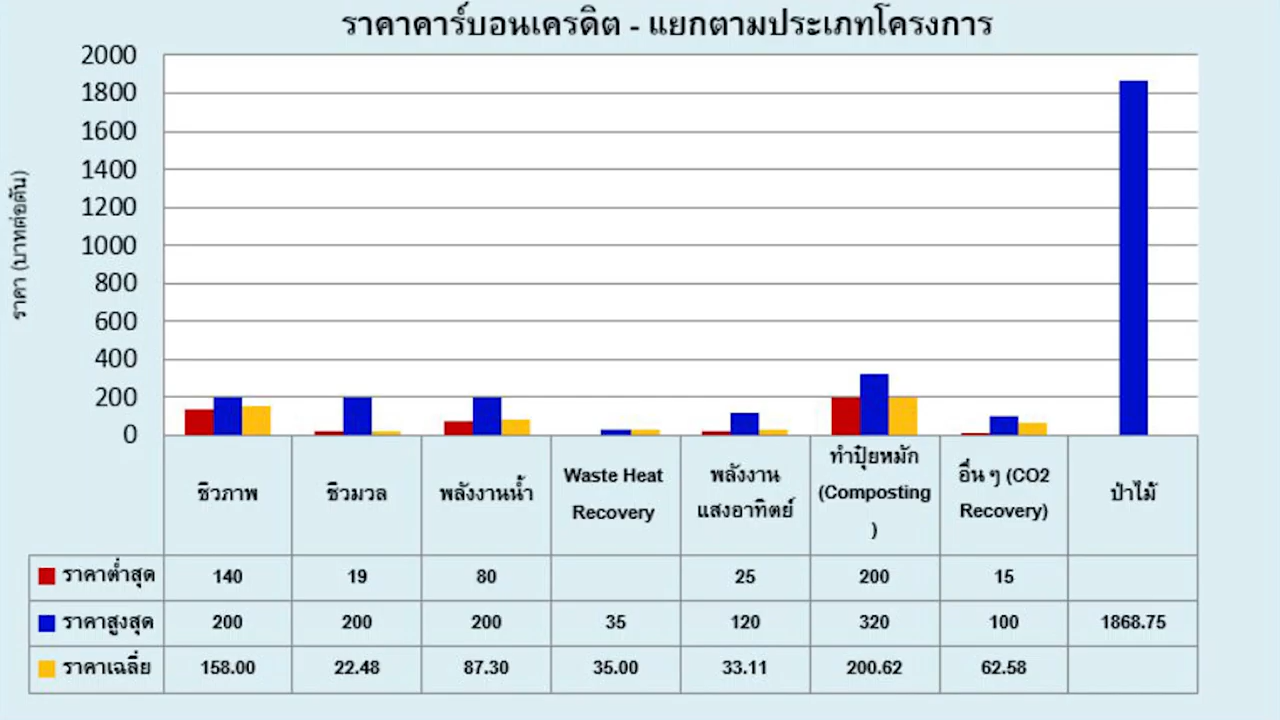 ราคาคาร์บอนเครดิต - แยกตามประเภทโครงการ
ราคา (บาทต่อตัน)
2000
1800
1600
1400
1200
1000
800
600
400
200
0
ชีวภาพ ชีวมวล พลังงานน้ำ Waste Heat Recovery พลังงานแสงอาทิตย์ ทำปุ๋ยหมัก (Composting) อื่น ๆ (CO2 Recovery) ป่าไม้
ราคาต่ำสุด 140 19 80 25 200 15
ราคาสูงสุด 200 200 200 35 120 320 100 1868.75
ราคาเฉลี่ย 158.00 22.48 87.30 35.00 33.11 200.62 62.58